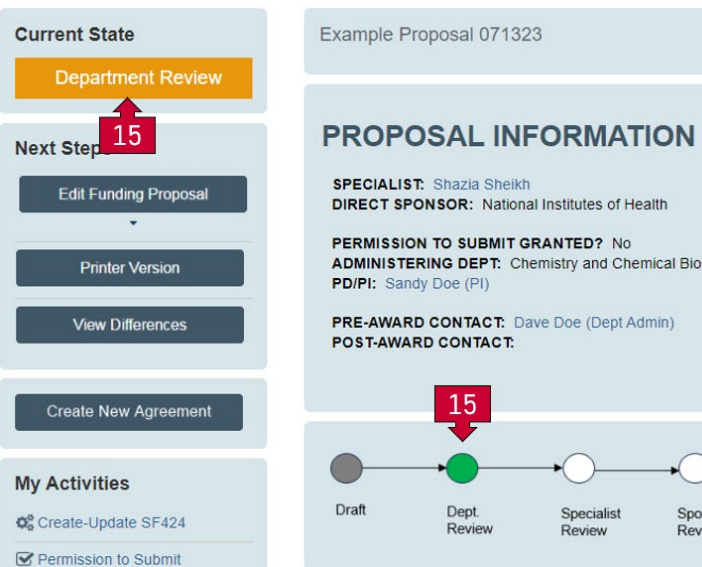 Current State
Department Review
15
Next Steps
Edit Funding Proposal
Printer Version
View Differences
Create New Agreement
My Activities
Create-Update SF424
Permission to Submit
Example Proposal 071323
PROPOSAL INFORMATION
SPECIALIST: Shazia Sheikh
DIRECT SPONSOR: National Institutes of Health
PERMISSION TO SUBMIT GRANTED? No
ADMINISTERING DEPT: Chemistry and Chemical Bio
PD/PI: Sandy Doe (PI)
PRE-AWARD CONTACT: Dave Doe (Dept Admin)
POST-AWARD CONTACT:
15
Draft
Dept.
Review
Specialist
Review
Spo
Rev